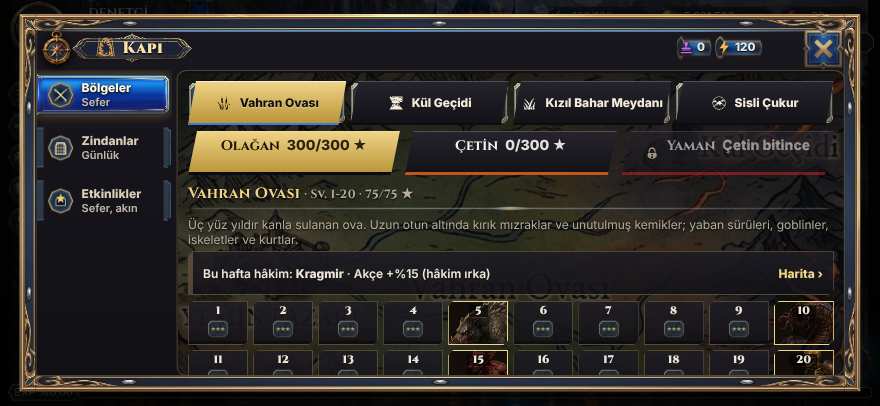 KAPI
0
120
Bölgeler
Sefer
Zindanlar
Günlük
Etkinlikler
Sefer, akın
Vahran Ovası
Kül Geçidi
Kızıl Bahar Meydanı
Sisli Çukur
OLAĞAN 300/300 ★
ÇETİN 0/300 ★
YAMAN Çetin bitince
VAHRAN OVASI · Sv. 1-20 · 75/75 ★
Üç yüz yıldır kanla sulanan ova. Uzun otun altında kırık mızraklar ve unutulmuş kemikler; yaban sürüleri, goblinler,
iskeletler ve kurtlar.
Bu hafta hâkim: Kragmir · Akçe +%15 (hâkim ırka)
Harita ›
1 2 3 4 5 6 7 8 9 10
11 12 13 14 15 16 17 18 19 20